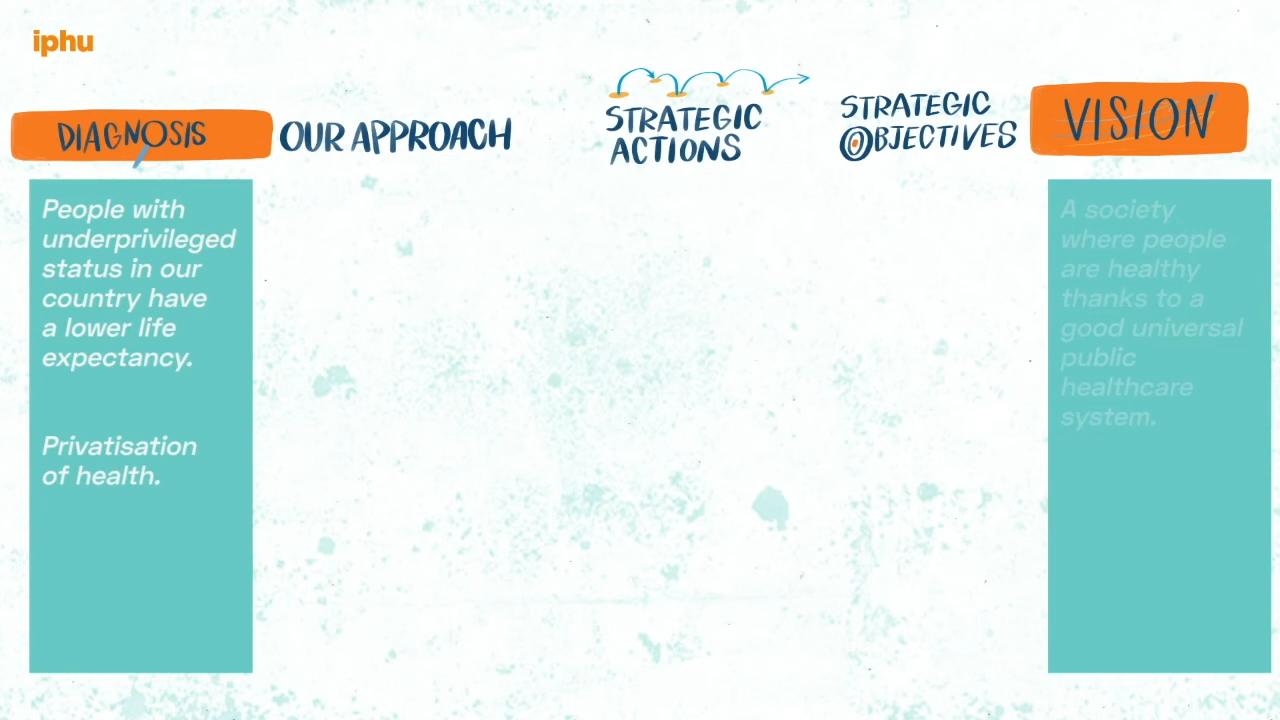 iphu
DIAGNOSIS
OUR APPROACH
STRATEGIC
ACTIONS
STRATEGIC
OBJECTIVES
VISION
People with
underprivileged
status in our
country have
a lower life
expectancy.
Privatisation
of health.
A society
where people
are healthy
thanks to a
good universal
public
healthcare
system.